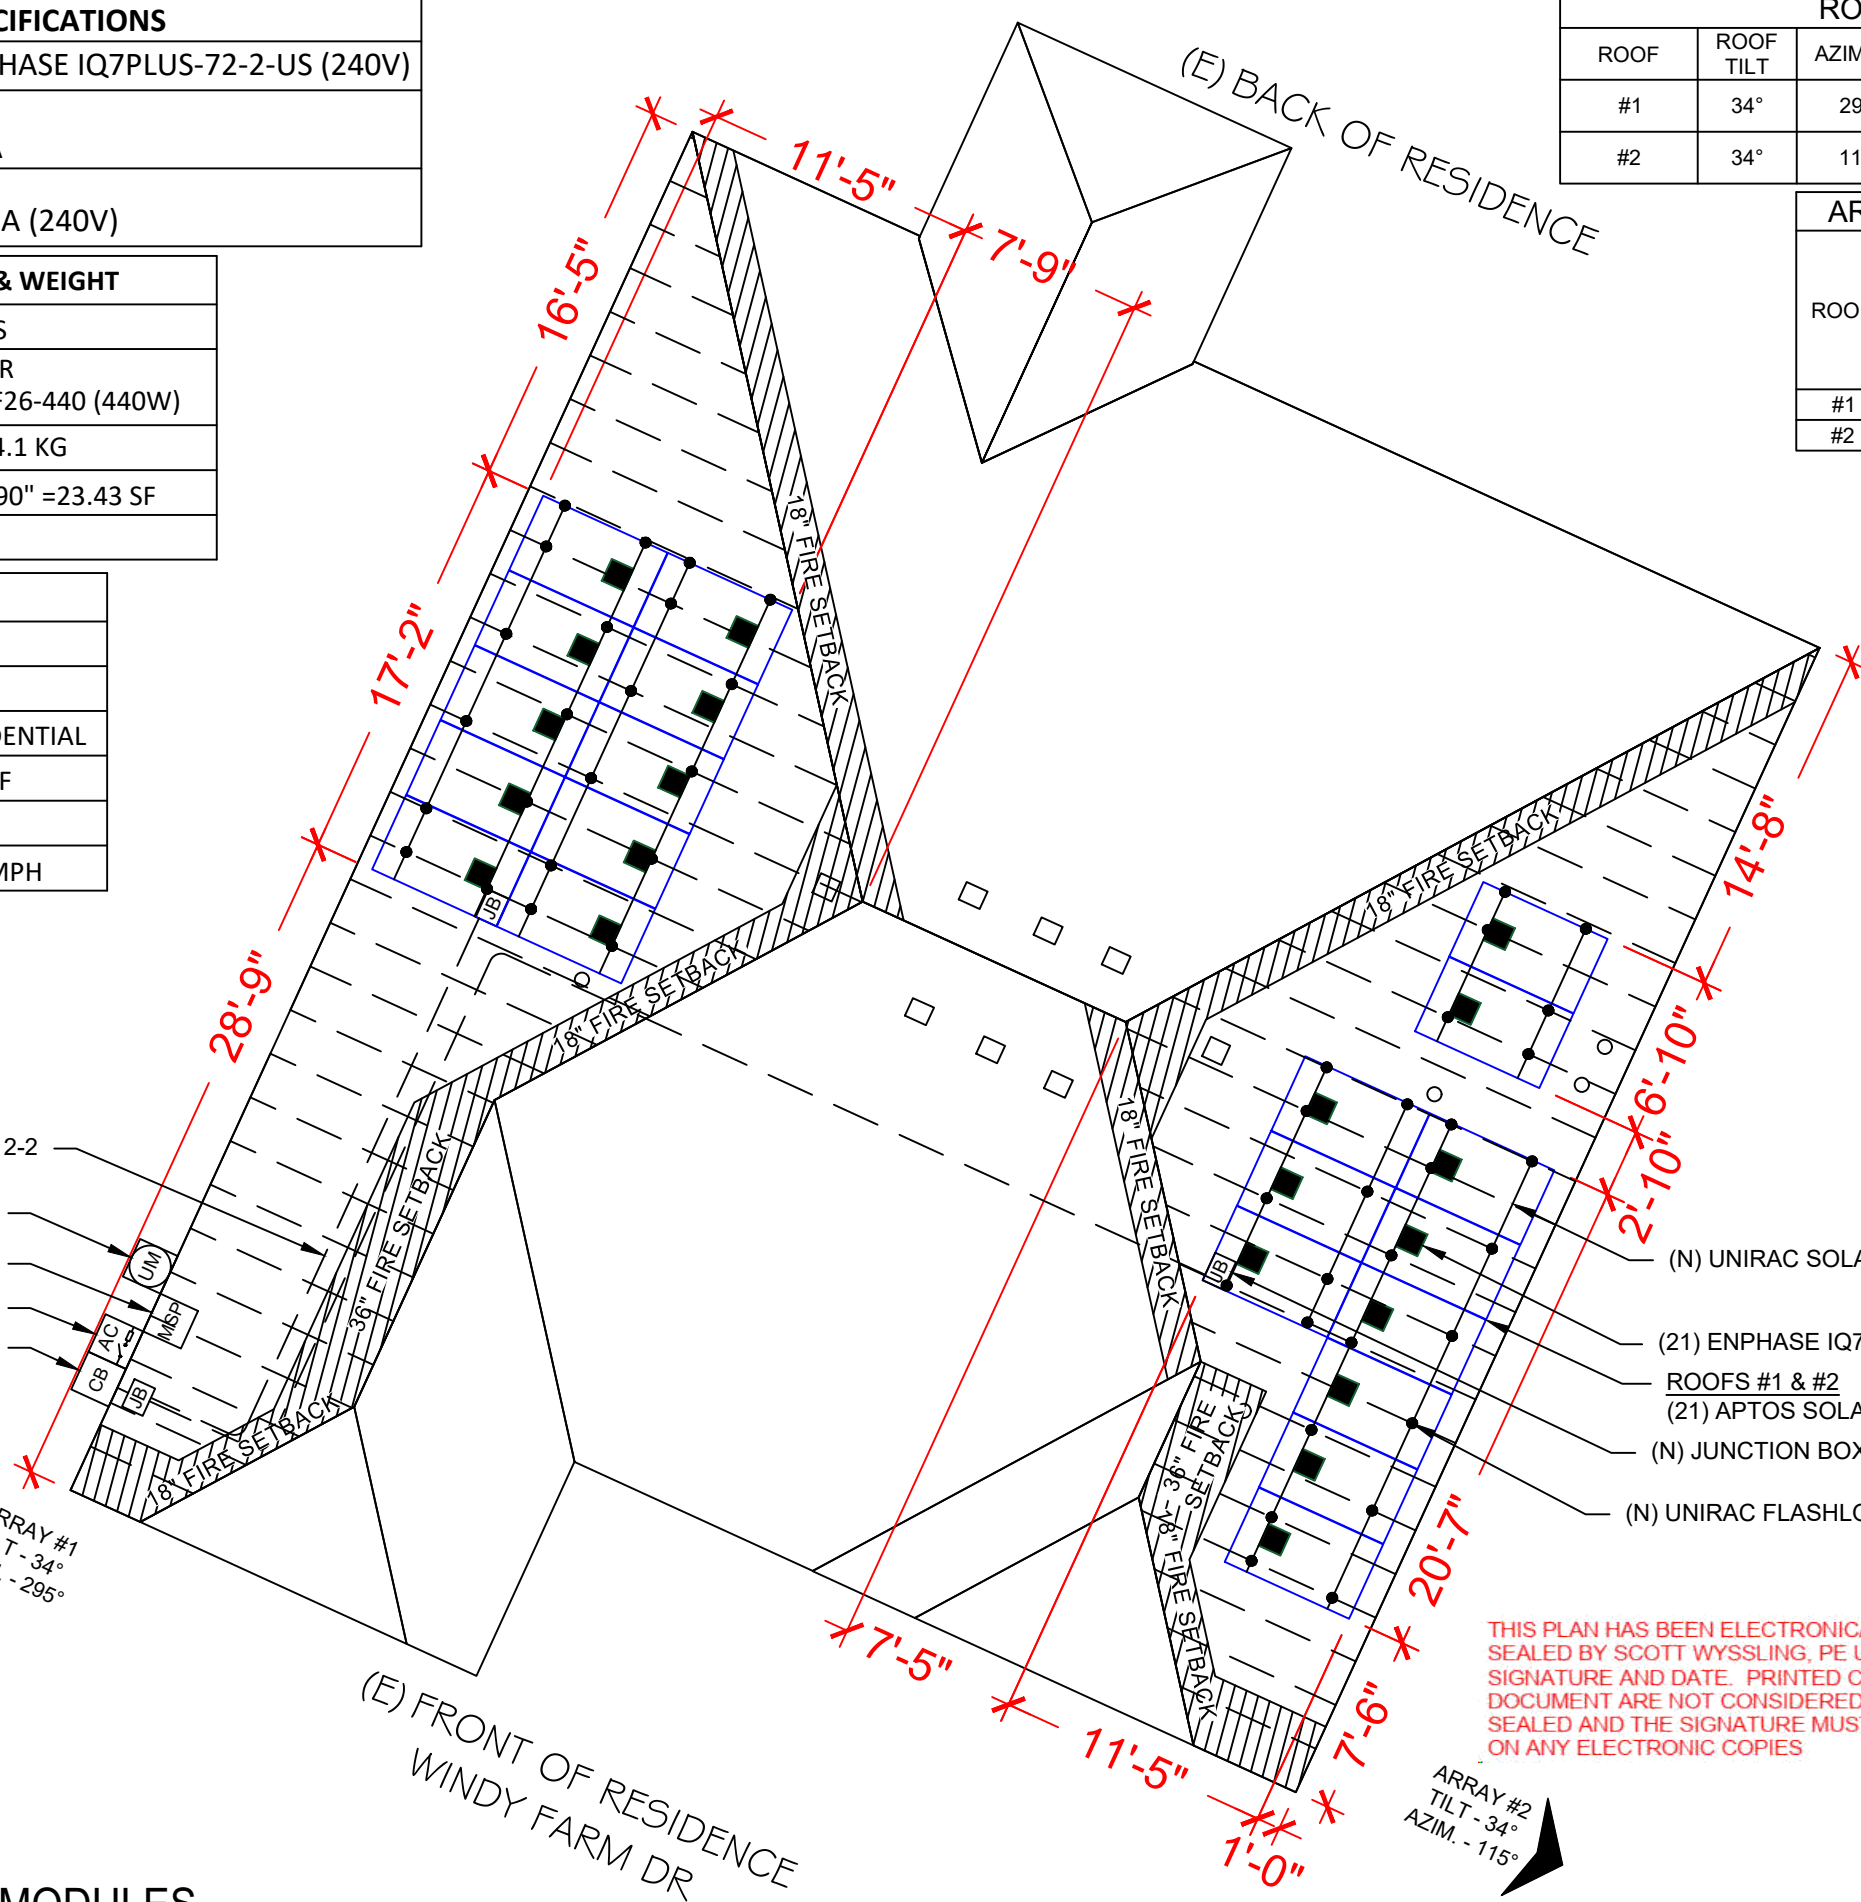 CIFICATIONS
HASE IQ7PLUS-72-2-US (240V)
A
A (240V)
& WEIGHT
S
R
F26-440 (440W)
4.1 KG
90" =23.43 SF
DENTIAL
F
MPH
RO
ROOF
ROOF
TILT
AZIM
#1
34°
29
#2
34°
11
AR
ROO
#1
#2
(E) BACK OF RESIDENCE
11'-5"
7'-9"
16'-5"
17'-2"
28'-9"
18" FIRE SETBACK
18" FIRE SETBACK
36" FIRE SETBACK
18" FIRE SETBACK
18" FIRE SETBACK
18" FIRE SETBACK
18" - 36" FIRE
SETBACK
18" FIRE SETBACK
14'-8"
6'-10"
2'-10"
20'-7"
7'-6"
7'-5"
11'-5"
1'-0"
JB
JB
2-2
UM
MSP
AC
CB
JB
(N) UNIRAC SOLA
(21) ENPHASE IQ7
ROOFS #1 & #2
(21) APTOS SOLA
(N) JUNCTION BOX
(N) UNIRAC FLASHLO
RRAY #1
T - 34°
. - 295°
(E) FRONT OF RESIDENCE
WINDY FARM DR
THIS PLAN HAS BEEN ELECTRONICA
SEALED BY SCOTT WYSSLING, PE U
SIGNATURE AND DATE. PRINTED C
DOCUMENT ARE NOT CONSIDERED
SEALED AND THE SIGNATURE MUS
ON ANY ELECTRONIC COPIES
ARRAY #2
TILT - 34°
AZIM. - 115°
MODULES